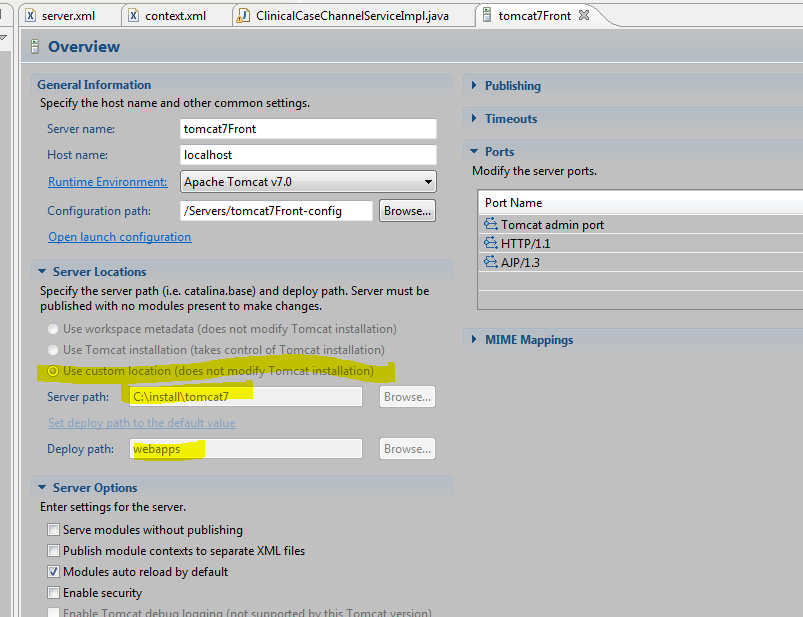 server.xml context.xml ClinicalCaseChannelServiceImpl.java tomcat7Front
Overview
General Information
Specify the host name and other common settings.
Server name: tomcat7Front
Host name: localhost
Runtime Environment: Apache Tomcat v7.0
Configuration path: /Servers/tomcat7Front-config Browse...
Open launch configuration
Server Locations
Specify the server path (i.e. catalina.base) and deploy path. Server must be
published with no modules present to make changes.
Use workspace metadata (does not modify Tomcat installation)
Use Tomcat installation (takes control of Tomcat installation)
Use custom location (does not modify Tomcat installation)
Server path: C:\install\tomcat7 Browse...
Set deploy path to the default value
Deploy path: webapps Browse...
Server Options
Enter settings for the server.
Serve modules without publishing
Publish module contexts to separate XML files
Modules auto reload by default
Enable security
Enable Tomcat debug logging (not supported by this Tomcat version)
Publishing
Timeouts
Ports
Modify the server ports.
Port Name
Tomcat admin port
HTTP/1.1
AJP/1.3
MIME Mappings